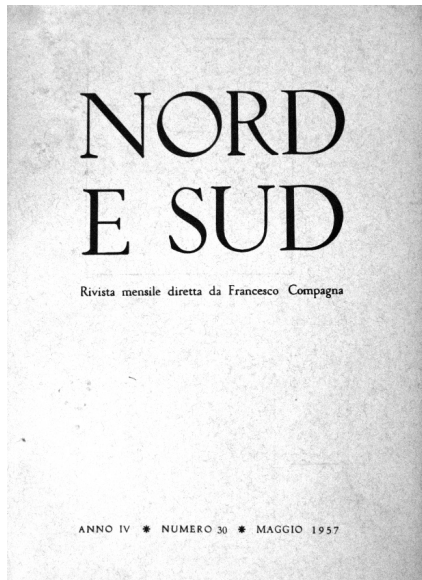 NORD
E SUD
Rivista mensile diretta da Francesco Compagna
ANNO IV * NUMERO 30 * MAGGIO 1957